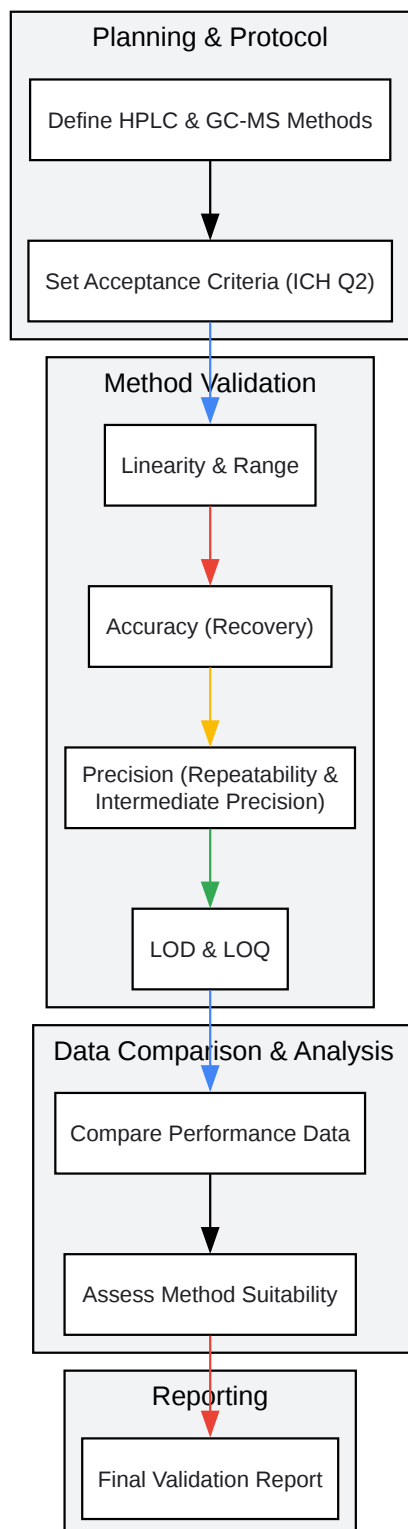 Planning & Protocol
Define HPLC & GC-MS Methods
Set Acceptance Criteria (ICH Q2)
Method Validation
Linearity & Range
Accuracy (Recovery)
Precision (Repeatability &
Intermediate Precision)
LOD & LOQ
Data Comparison & Analysis
Compare Performance Data
Assess Method Suitability
Reporting
Final Validation Report